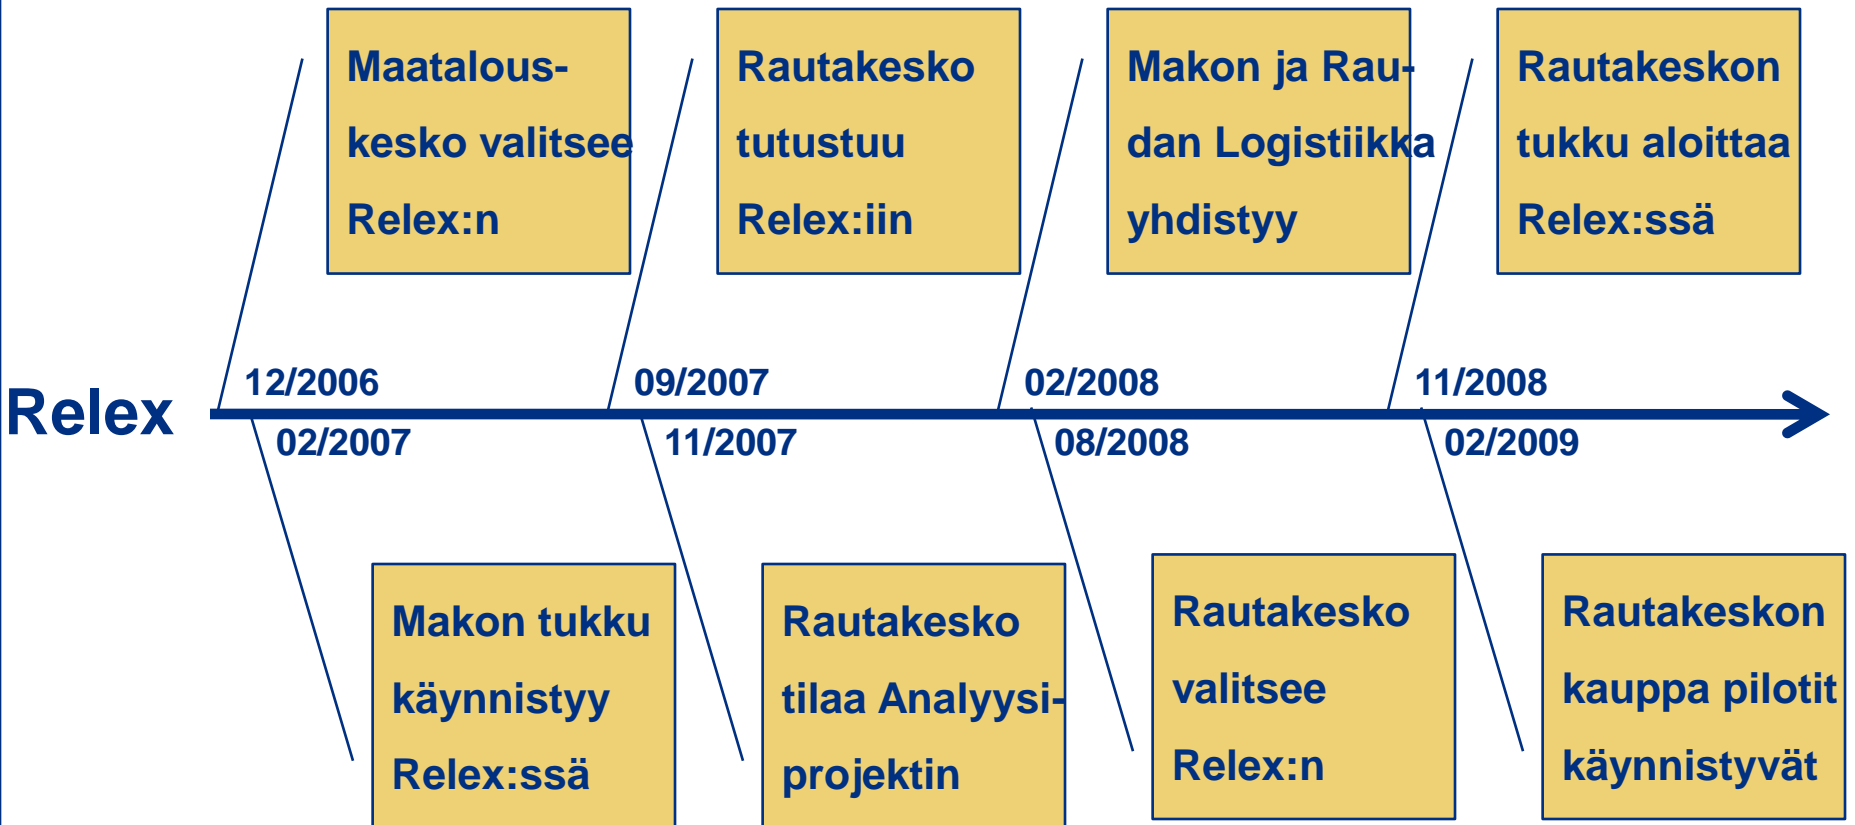 Maatalous-
kesko valitsee
Relex:n
Rautakesko
tutustuu
Relex:iin
Makon ja Rau-
dan Logistiikka
yhdistyy
Rautakeskon
tukku aloittaa
Relex:ssä
12/2006
09/2007
02/2008
11/2008
Relex
02/2007
11/2007
08/2008
02/2009
Makon tukku
käynnistyy
Relex:ssä
Rautakesko
tilaa Analyysi-
projektin
Rautakesko
valitsee
Relex:n
Rautakeskon
kauppa pilotit
käynnistyvät